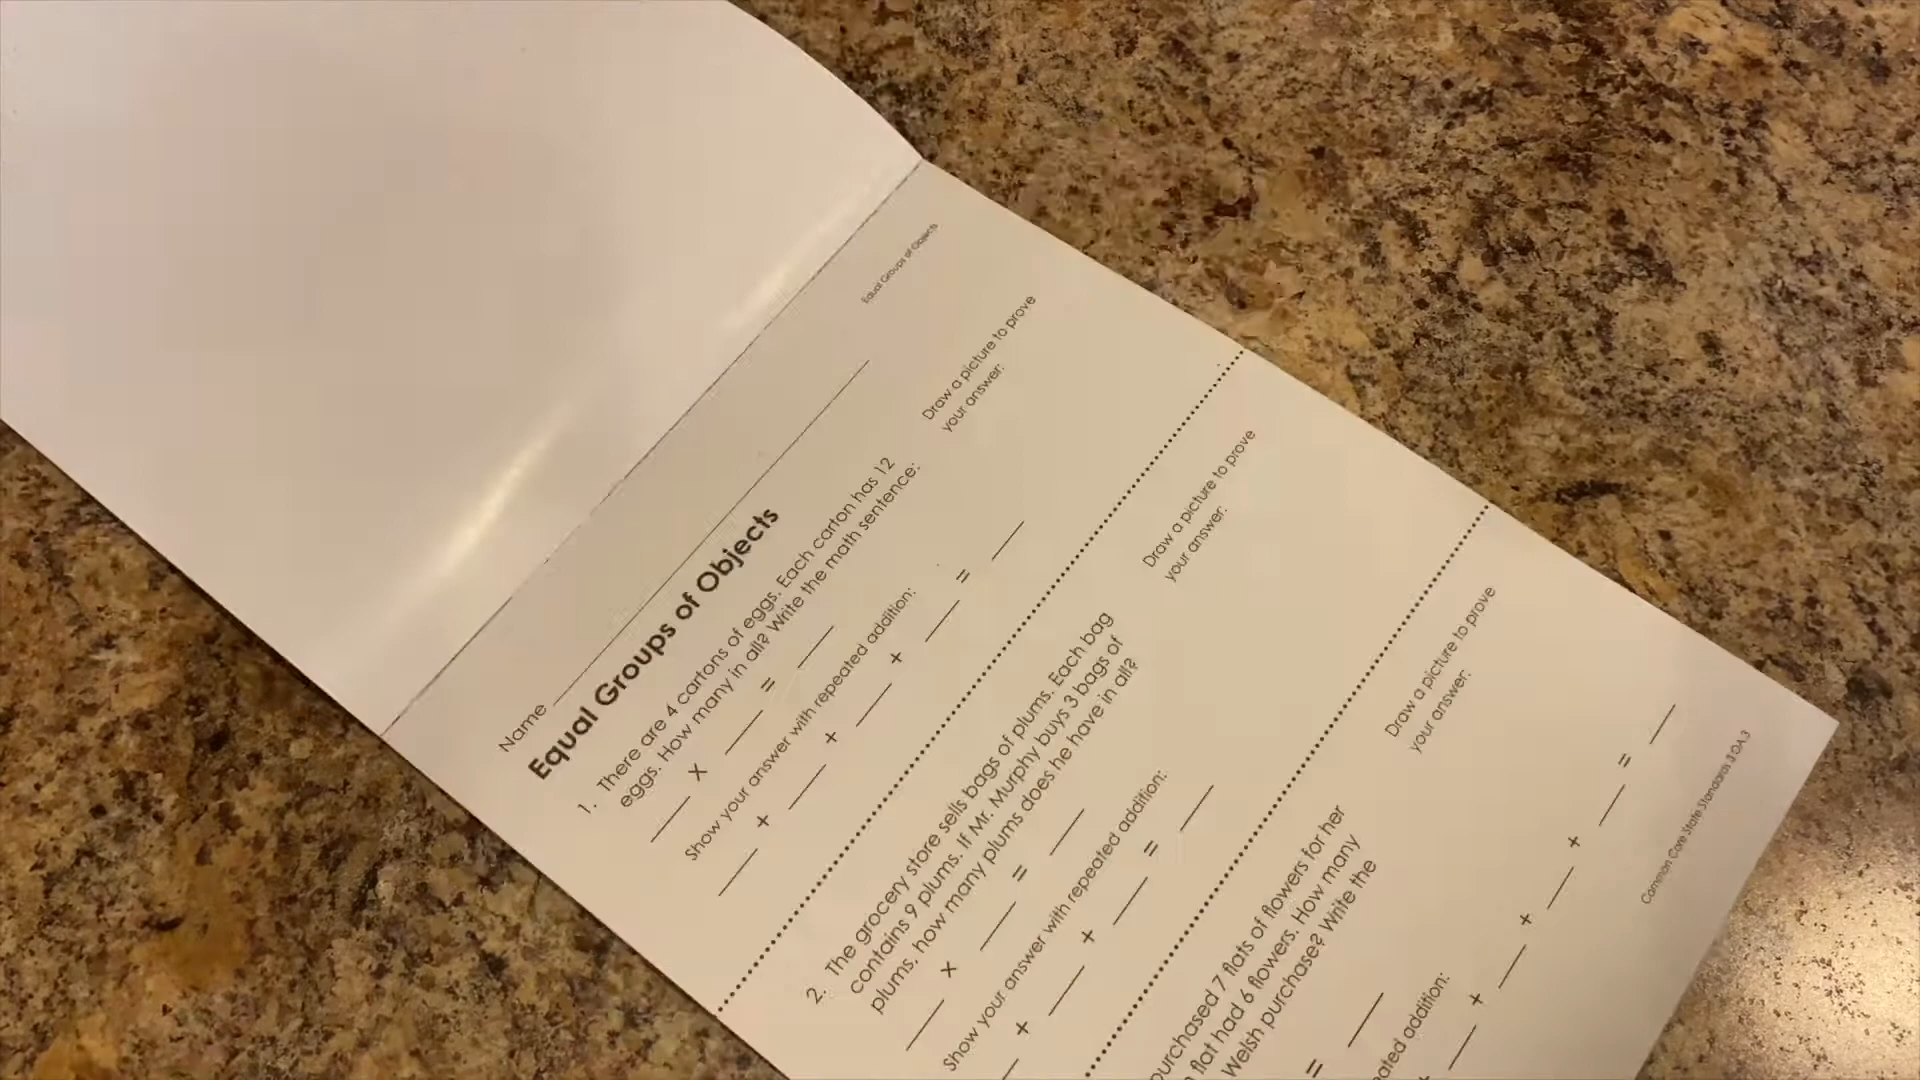 Equal Groups of Objects
Name
Equal Groups of Objects
1. There are 4 cartons of eggs. Each carton has 12
eggs. How many in all? Write the math sentence:
Draw a picture to prove
your answer:
___ x ___ = ___
Show your answer with repeated addition:
___ + ___ + ___ + ___ = ___
2. The grocery store sells bags of plums. Each bag
contains 9 plums. If Mr. Murphy buys 3 bags of
plums, how many plums does he have in all?
Draw a picture to prove
your answer:
___ x ___ = ___
Show your answer with repeated addition:
___ + ___ + ___ = ___
purchased 7 flats of flowers for her
flat had 6 flowers. How many
Welsh purchase? Write the
Draw a picture to prove
your answer:
= ___
addition:
+ ___ + ___ + ___ + ___ = ___
Common Core State Standards 3.OA.3